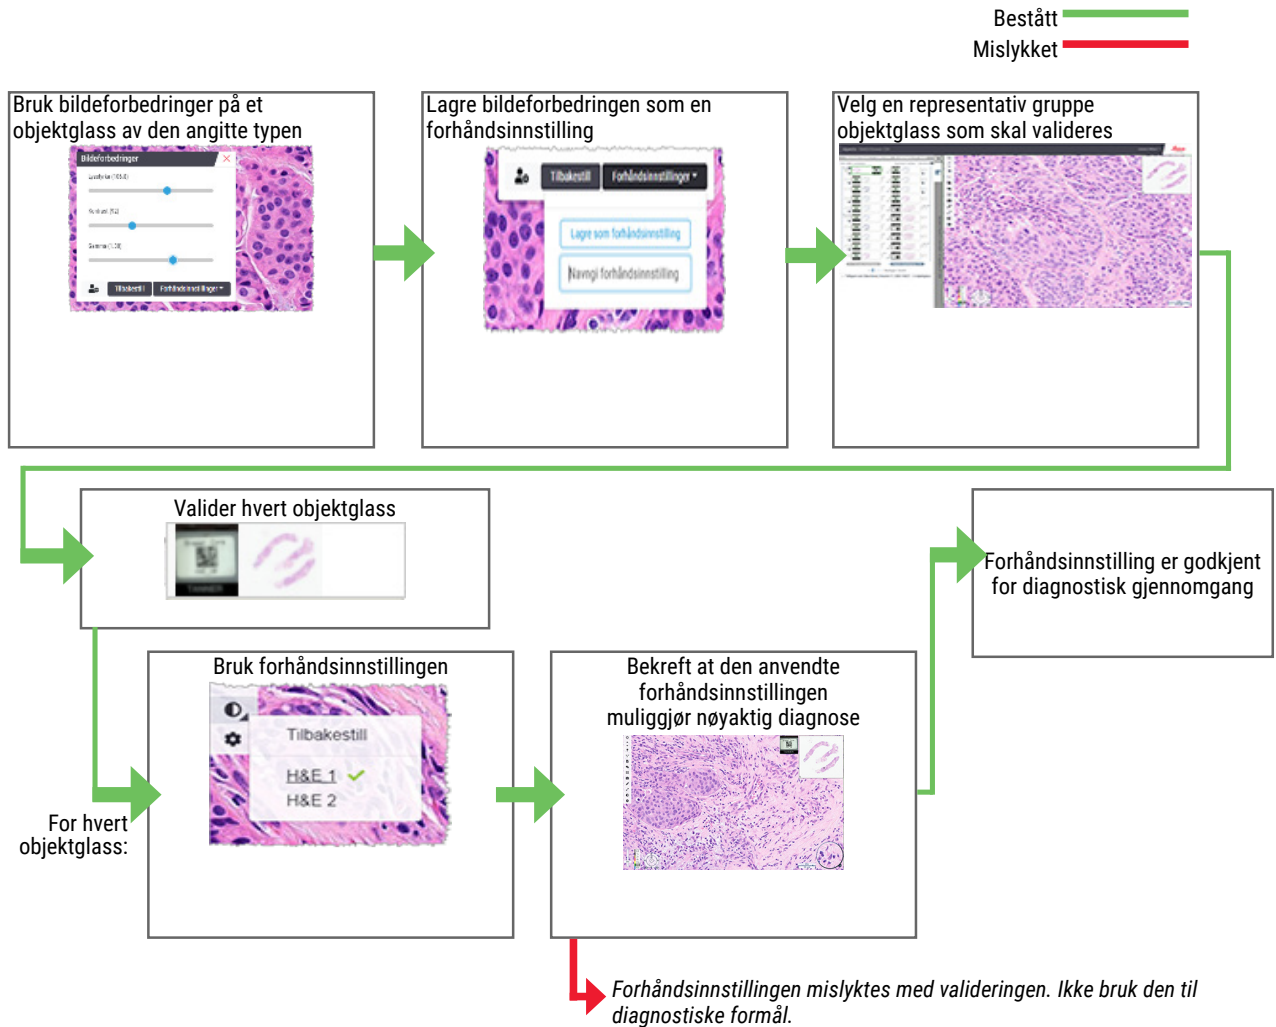 Bestått
Mislykket
Bruk bildeforbedringer på et
objektglass av den angitte typen
Bildeforbedringer
Tilbakestill
Forhåndsinnstillinger
Lagre bildeforbedringen som en
forhåndsinnstilling
Tilbakestill
Forhåndsinnstillinger
Lagre som forhåndsinnstilling
Navngi forhåndsinnstilling
Velg en representativ gruppe
objektglass som skal valideres
Valider hvert objektglass
For hvert
objektglass:
Bruk forhåndsinnstillingen
Tilbakestill
H&E 1
H&E 2
Bekreft at den anvendte
forhåndsinnstillingen
muliggjør nøyaktig diagnose
Forhåndsinnstilling er godkjent
for diagnostisk gjennomgang
Forhåndsinnstillingen mislyktes med valideringen. Ikke bruk den til
diagnostiske formål.